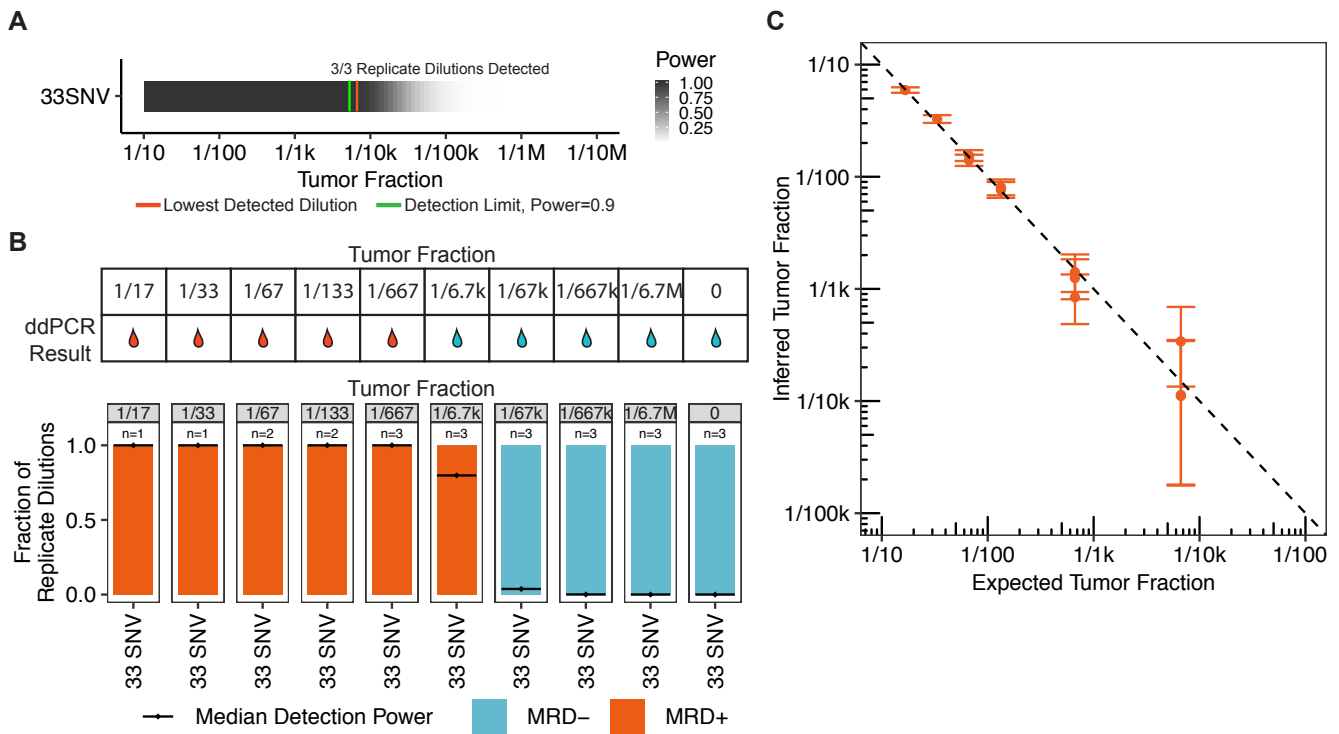 A
3/3 Replicate Dilutions Detected
33SNV
1/10 1/100 1/1k 1/10k 1/100k 1/1M 1/10M
Tumor Fraction
Lowest Detected Dilution Detection Limit, Power=0.9
Power
1.00
0.75
0.50
0.25
B
Tumor Fraction
1/17 1/33 1/67 1/133 1/667 1/6.7k 1/67k 1/667k 1/6.7M 0
ddPCR
Result
Tumor Fraction
1/17 1/33 1/67 1/133 1/667 1/6.7k 1/67k 1/667k 1/6.7M 0
n=1 n=1 n=2 n=2 n=3 n=3 n=3 n=3 n=3 n=3
Fraction of
Replicate Dilutions
1.0
0.5
0.0
33 SNV 33 SNV 33 SNV 33 SNV 33 SNV 33 SNV 33 SNV 33 SNV 33 SNV 33 SNV
Median Detection Power MRD− MRD+
C
Inferred Tumor Fraction
1/10
1/100
1/1k
1/10k
1/100k
1/10 1/100 1/1k 1/10k 1/100
Expected Tumor Fraction